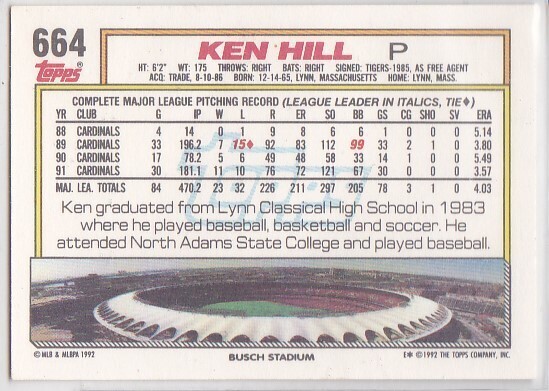 664 KEN HILL P
Topps HT: 6'2" WT: 175 THROWS: RIGHT BATS: RIGHT SIGNED: TIGERS-1985, AS FREE AGENT
ACQ: TRADE, 8-10-86 BORN: 12-14-65, LYNN, MASSACHUSETTS HOME: LYNN, MASS.
COMPLETE MAJOR LEAGUE PITCHING RECORD (LEAGUE LEADER IN ITALICS, TIE♦)
YR CLUB G IP W L R ER SO BB GS CG SHO SV ERA
88 CARDINALS 4 14 0 1 9 8 6 6 1 0 0 0 5.14
89 CARDINALS 33 196.2 7 15♦ 92 83 112 99 33 2 1 0 3.80
90 CARDINALS 17 78.2 5 6 49 48 58 33 14 1 0 0 5.49
91 CARDINALS 30 181.1 11 10 76 72 121 67 30 0 0 0 3.57
MAJ. LEA. TOTALS 84 470.2 23 32 226 211 297 205 78 3 1 0 4.03
Ken graduated from Lynn Classical High School in 1983
where he played baseball, basketball and soccer. He
attended North Adams State College and played baseball.
© MLB & MLBPA 1992 BUSCH STADIUM E* © 1992 THE TOPPS COMPANY, INC.